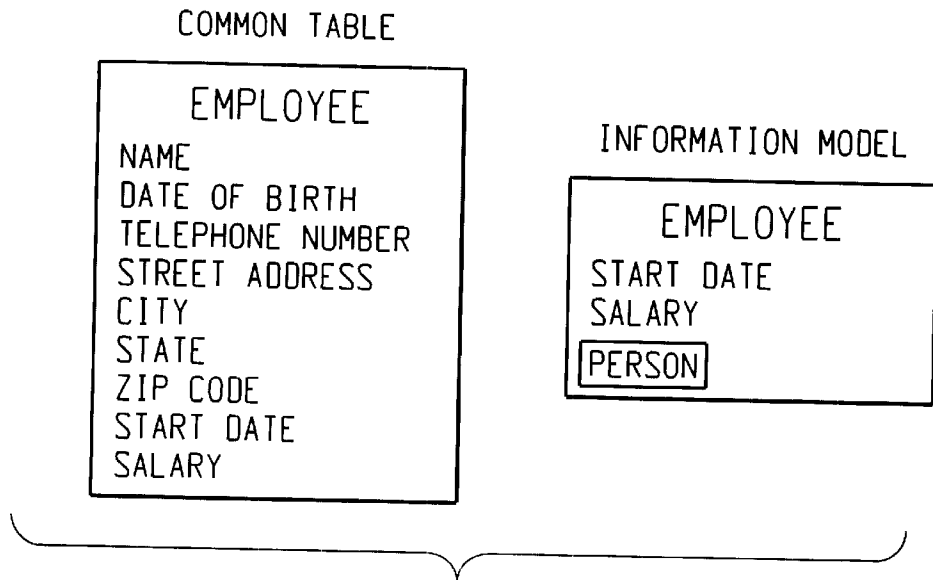 COMMON TABLE
EMPLOYEE
NAME
DATE OF BIRTH
TELEPHONE NUMBER
STREET ADDRESS
CITY
STATE
ZIP CODE
START DATE
SALARY
INFORMATION MODEL
EMPLOYEE
START DATE
SALARY
PERSON